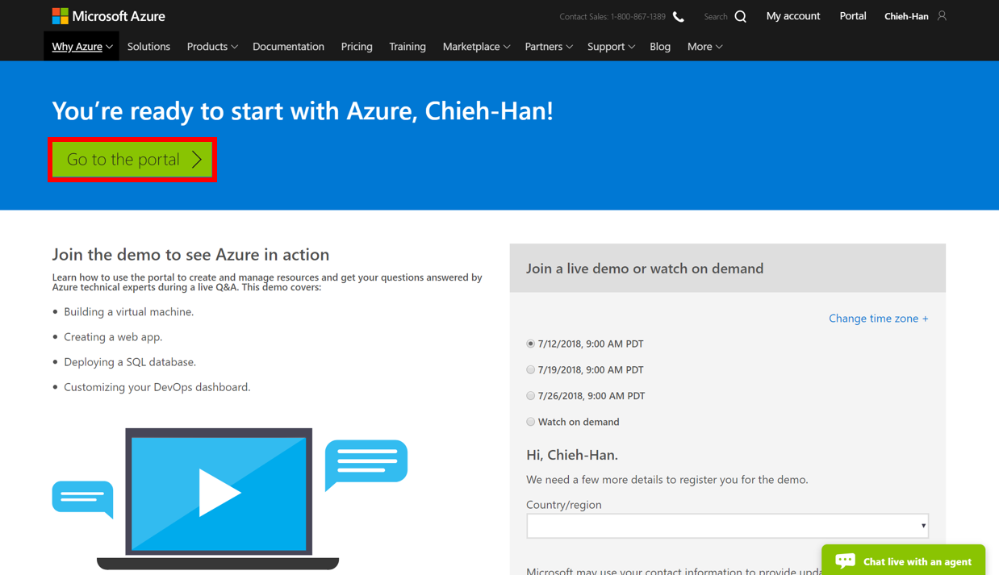 Microsoft Azure
Contact Sales: 1-800-867-1389
Search
My account
Portal
Chieh-Han
Why Azure
Solutions
Products
Documentation
Pricing
Training
Marketplace
Partners
Support
Blog
More
You're ready to start with Azure, Chieh-Han!
Go to the portal
Join the demo to see Azure in action
Learn how to use the portal to create and manage resources and get your questions answered by
Azure technical experts during a live Q&A. This demo covers:
• Building a virtual machine.
• Creating a web app.
• Deploying a SQL database.
• Customizing your DevOps dashboard.
Join a live demo or watch on demand
Change time zone +
7/12/2018, 9:00 AM PDT
7/19/2018, 9:00 AM PDT
7/26/2018, 9:00 AM PDT
Watch on demand
Hi, Chieh-Han.
We need a few more details to register you for the demo.
Country/region
Microsoft may use your contact information to provide
Chat live with an agent